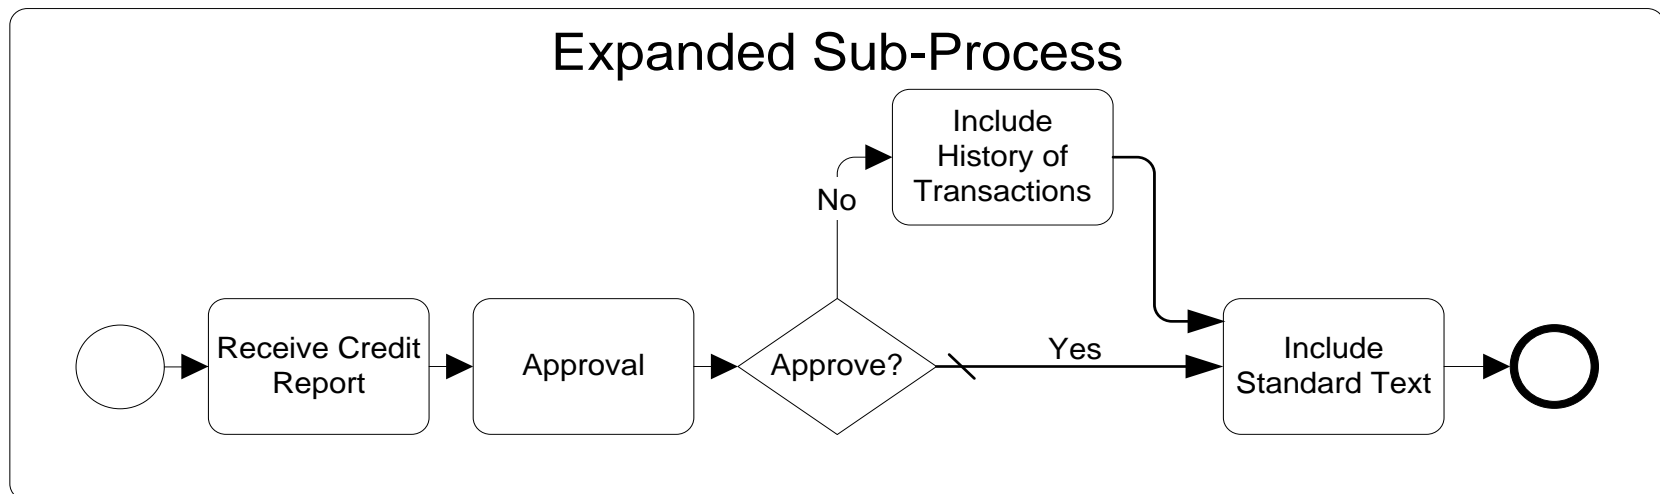 Expanded Sub-Process
Include
History of
Transactions
No
Receive Credit
Report
Approval
Approve?
Yes
Include
Standard Text